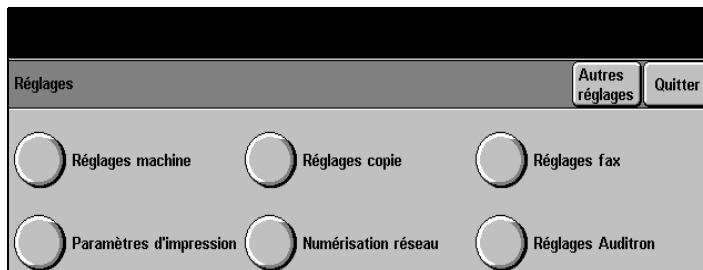 Réglages
Autres
réglages
Quitter
Réglages machine
Réglages copie
Réglages fax
Paramètres d'impression
Numérisation réseau
Réglages Auditron